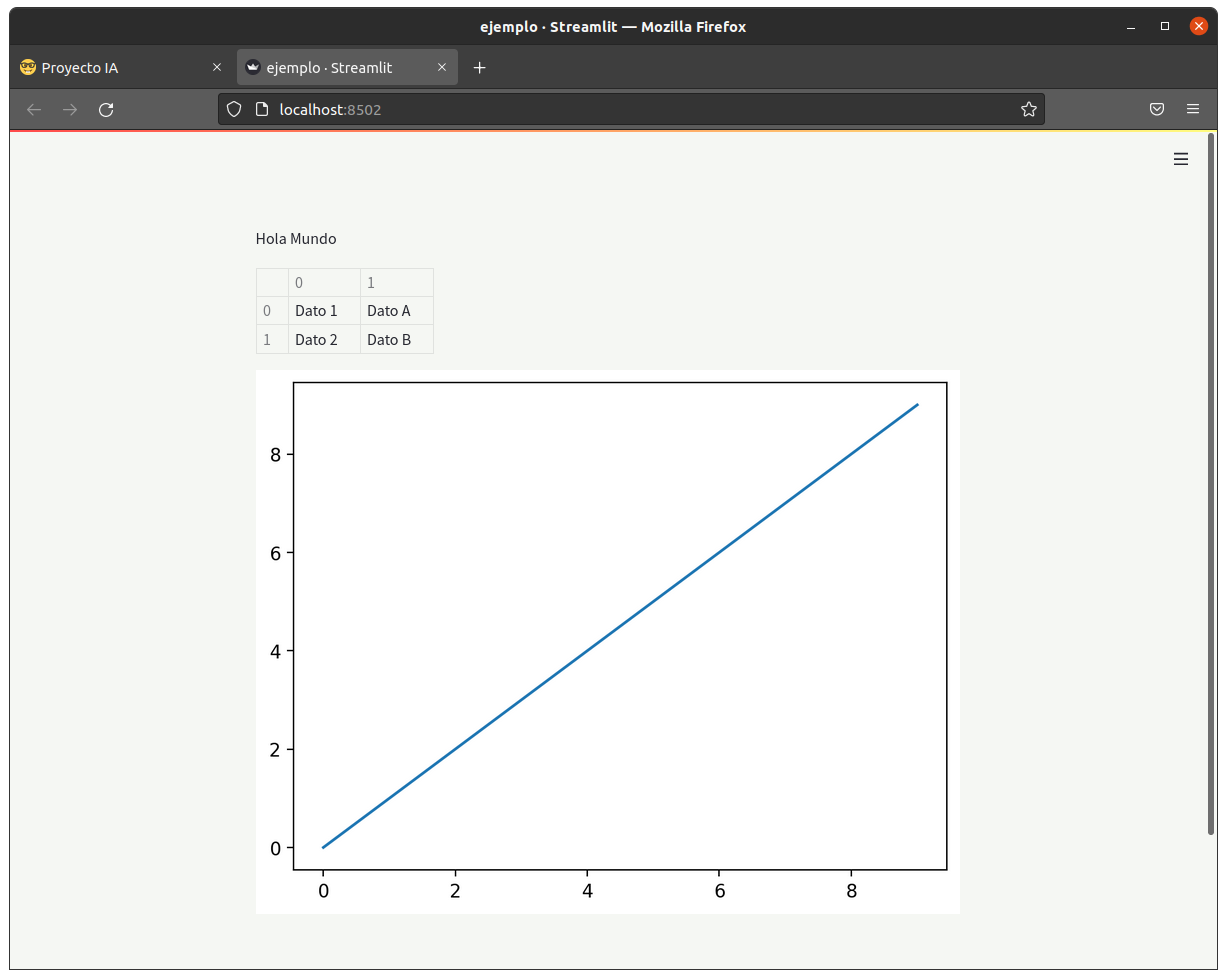 ejemplo · Streamlit — Mozilla Firefox
Proyecto IA
ejemplo · Streamlit
localhost:8502
Hola Mundo
0 1
0 Dato 1 Dato A
1 Dato 2 Dato B
8
6
4
2
0
0 2 4 6 8